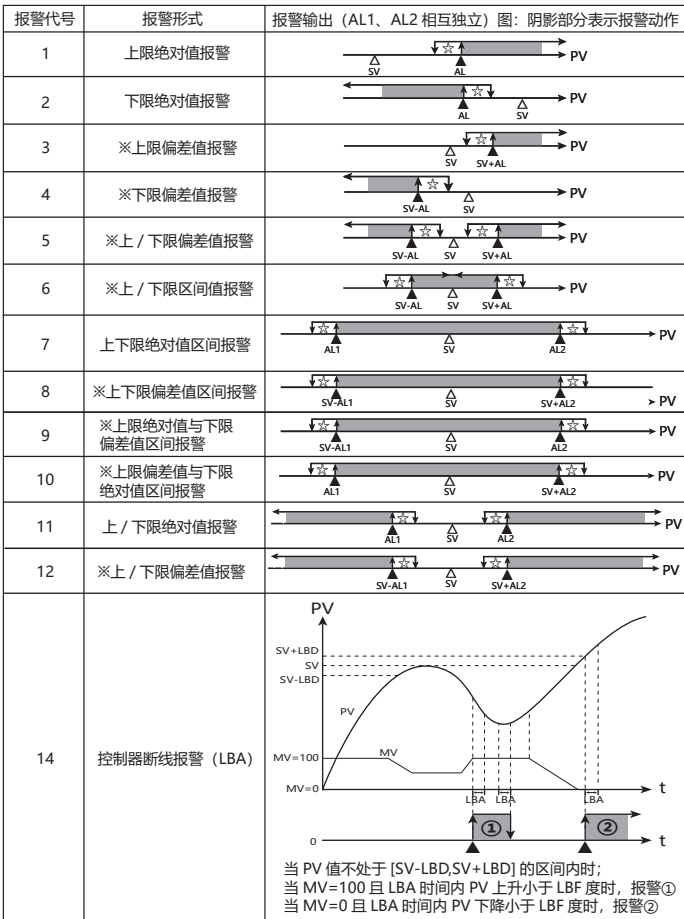 报警代号 报警形式 报警输出（AL1、AL2 相互独立）图：阴影部分表示报警动作
1 上限绝对值报警 ☆ PV
SV AL
2 下限绝对值报警 ☆ PV
AL SV
3 ※上限偏差值报警 ☆ PV
SV SV+AL
4 ※下限偏差值报警 ☆ PV
SV-AL SV
5 ※上 / 下限偏差值报警 ☆ ☆ PV
SV-AL SV SV+AL
6 ※上 / 下限区间值报警 ☆ ☆ PV
SV-AL SV SV+AL
7 上下限绝对值区间报警 ☆ ☆ PV
AL1 SV AL2
8 ※上下限偏差值区间报警 ☆ ☆ PV
SV-AL1 SV SV+AL2
9 ※上限绝对值与下限
偏差值区间报警 ☆ ☆ PV
SV-AL1 SV AL2
10 ※上限偏差值与下限
绝对值区间报警 ☆ ☆ PV
AL1 SV SV+AL2
11 上 / 下限绝对值报警 ☆ ☆ PV
AL1 SV AL2
12 ※上 / 下限偏差值报警 ☆ ☆ PV
SV-AL1 SV SV+AL2
14 控制器断线报警（LBA）
PV
SV+LBD
SV
SV-LBD
PV
MV=100 MV
MV=0 t
LBA LBA LBA
① ②
0 t
当 PV 值不处于 [SV-LBD,SV+LBD] 的区间内时；
当 MV=100 且 LBA 时间内 PV 上升小于 LBF 度时，报警①
当 MV=0 且 LBA 时间内 PV 下降小于 LBF 度时，报警②